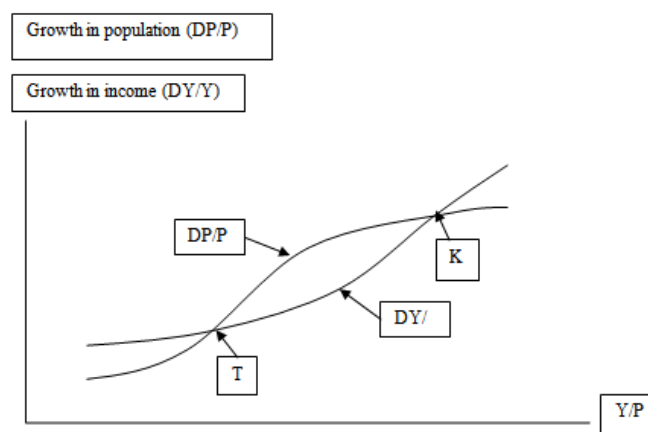 Growth in population (DP/P)
Growth in income (DY/Y)
DP/P
K
DY/
T
Y/P